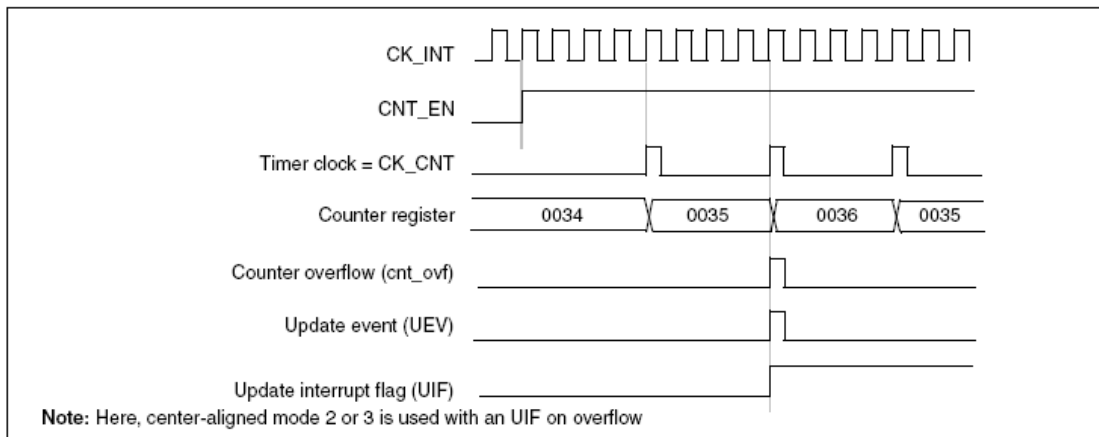 CK_INT
CNT_EN
Timer clock = CK_CNT
Counter register
0034 0035 0036 0035
Counter overflow (cnt_ovf)
Update event (UEV)
Update interrupt flag (UIF)
Note: Here, center-aligned mode 2 or 3 is used with an UIF on overflow